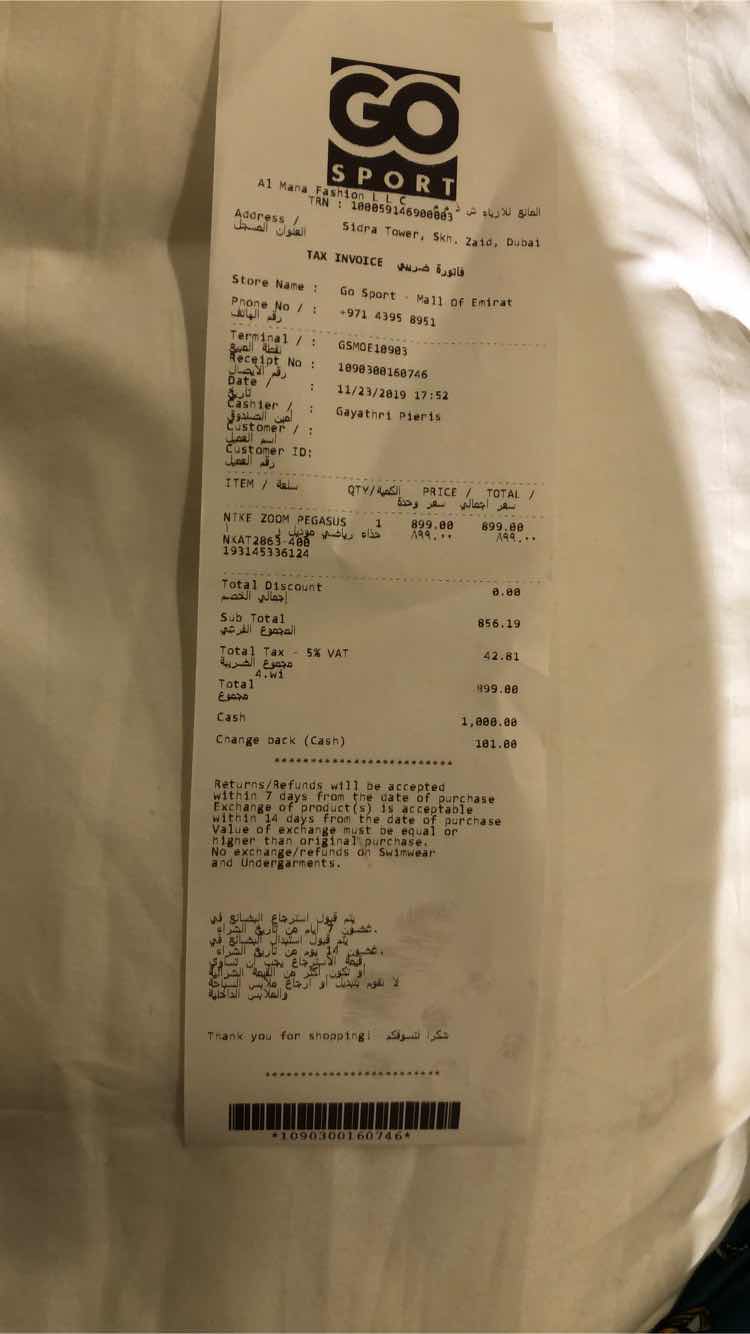 GO
SPORT
Al Mana Fashion L L C المانع للازياء ش ذ م م
TRN : 100059146900003
Address / Sidra Tower, Skh. Zaid, Dubai
العنوان المسجل
TAX INVOICE فاتورة ضريبي
Store Name : Go Sport - Mall Of Emirat
Phone No / : +971 4395 8951
رقم الهاتف
Terminal / : GSMOE10903
نقطة البيع
Receipt No : 1090300160746
رقم الايصال
Date / : 11/23/2019 17:52
تاريخ
Cashier / : Gayathri Pieris
أمين الصندوق
Customer / :
اسم العميل
Customer ID:
رقم العميل
ITEM / سلعة QTY/الكمية PRICE / TOTAL /
سعر وحدة سعر اجمالي
NIKE ZOOM PEGASUS 1 899.00 899.00
حذاء رياضي موديل ر ٨٩٩.٠٠ ٨٩٩.٠٠
ا
NKAT2863-400
193145336124
Total Discount 0.00
إجمالي الخصم
Sub Total 856.19
المجموع الفرعي
Total Tax - 5% VAT 42.81
مجموع الضريبة
4.wi
Total 899.00
مجموع
Cash 1,000.00
Change back (Cash) 101.00
*************************
Returns/Refunds will be accepted
within 7 days from the date of purchase
Exchange of product(s) is acceptable
within 14 days from the date of purchase
Value of exchange must be equal or
higher than original purchase.
No exchange/refunds on Swimwear
and Undergarments.
يتم قبول استرجاع البضائع في
غضون 7 أيام من تاريخ الشراء.
يتم قبول استبدال البضائع في
غضون 14 يوم من تاريخ الشراء.
قيمة الاسترجاع يجب أن تساوي
او تكون أكثر من القيمة الشرائية
لا نقوم بتبديل او ارجاع ملابس السباحة
والملابس الداخلية
Thank you for shopping! شكرا لتسوقكم
*************************
*1090300160746*